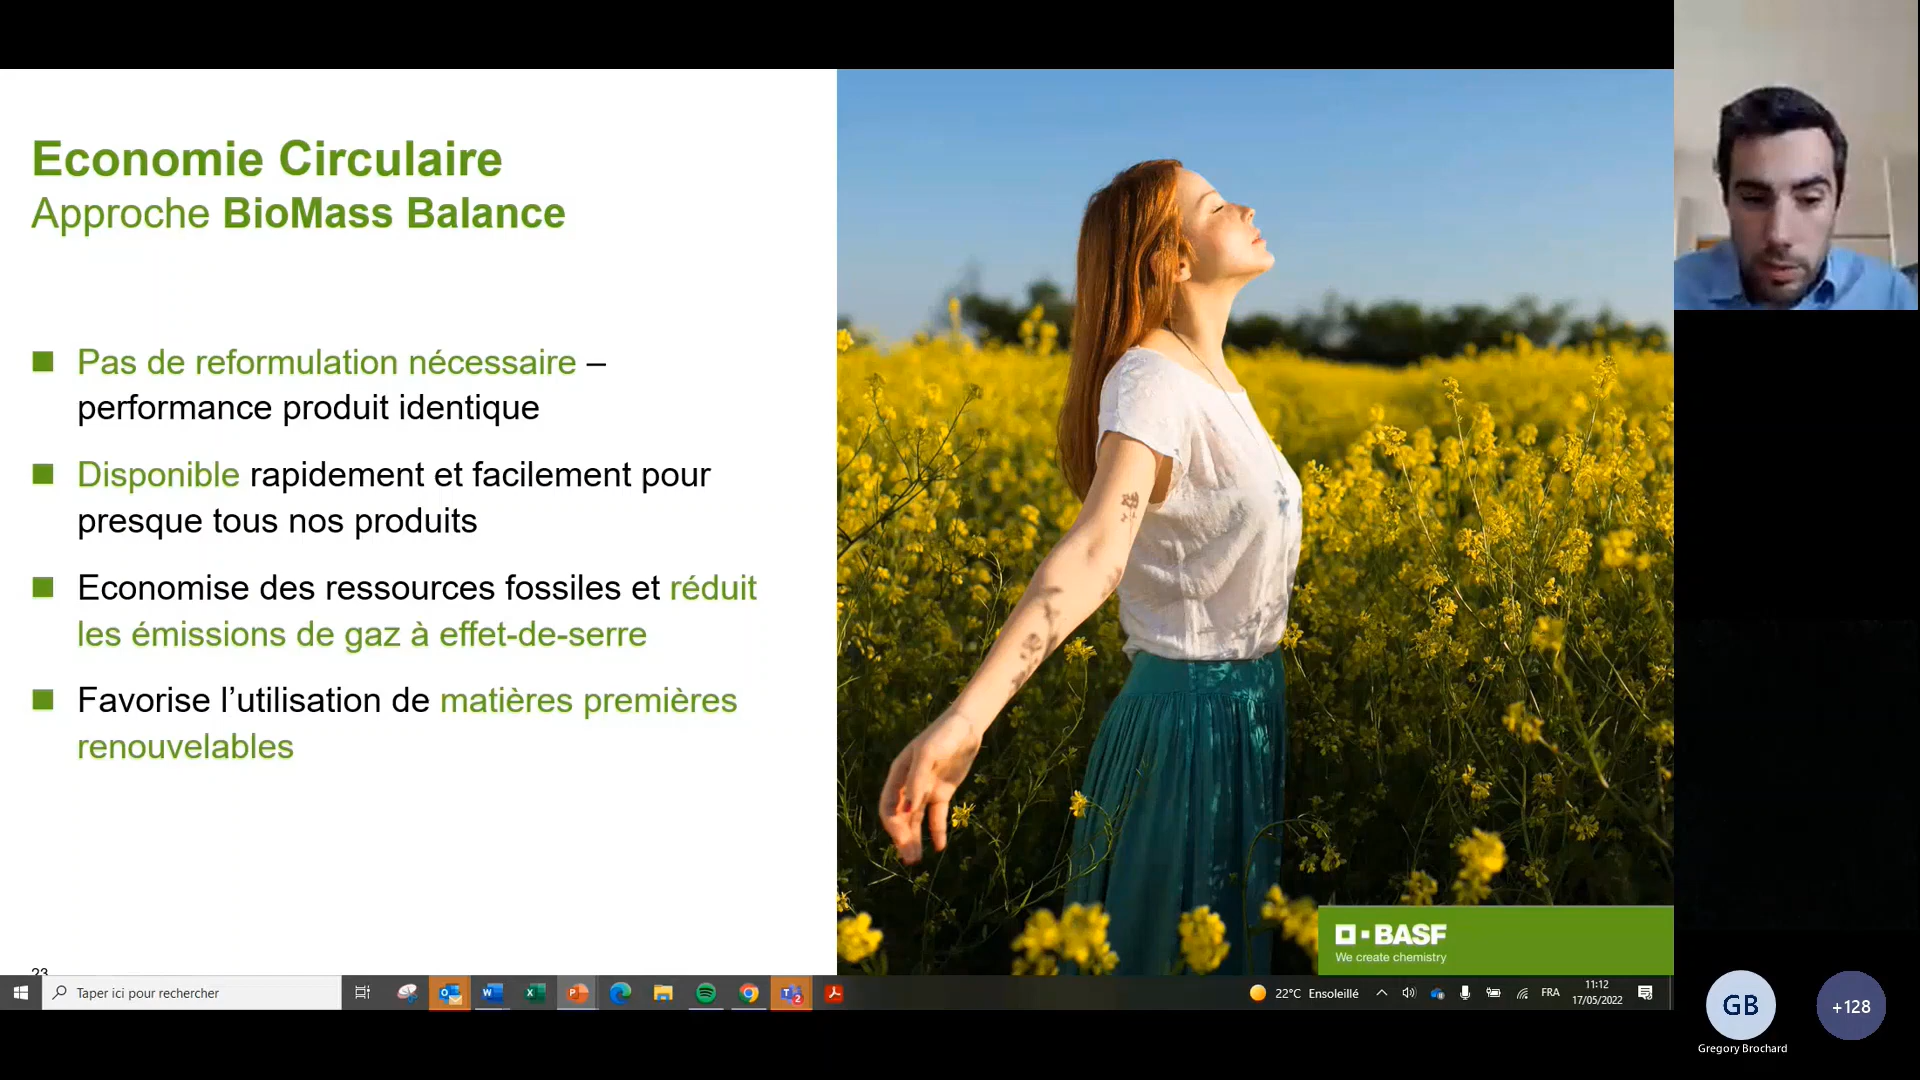 Economie Circulaire
Approche BioMass Balance
Pas de reformulation nécessaire –
performance produit identique
Disponible rapidement et facilement pour
presque tous nos produits
Economise des ressources fossiles et réduit
les émissions de gaz à effet-de-serre
Favorise l’utilisation de matières premières
renouvelables
BASF
We create chemistry
23
Taper ici pour rechercher
22°C Ensoleillé
FRA
11:12
17/05/2022
GB
+128
Gregory Brochard